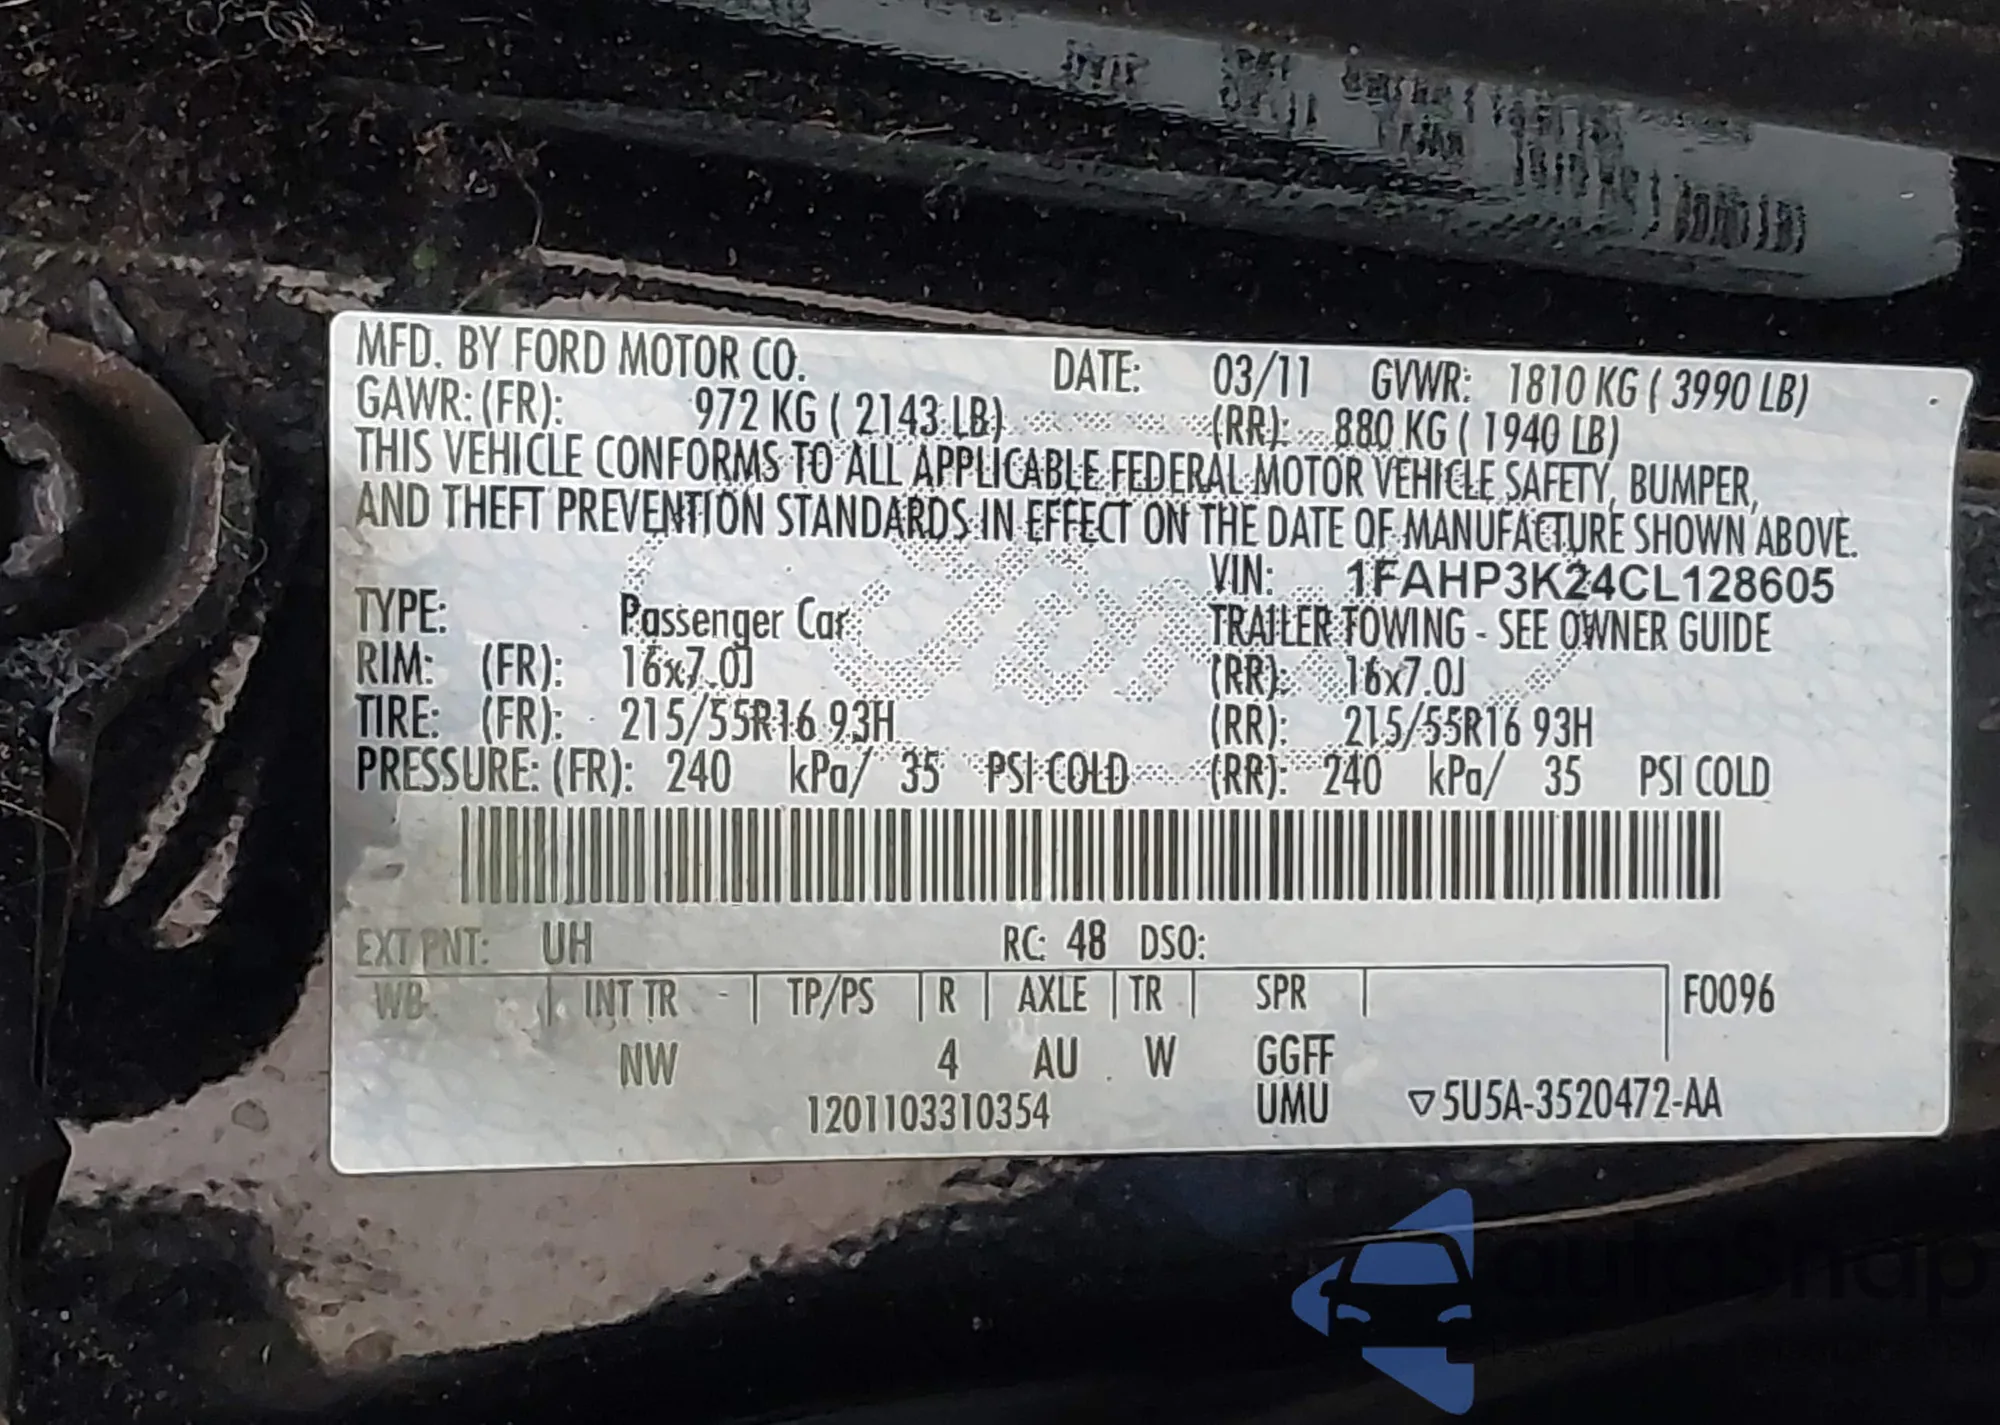 MFD. BY FORD MOTOR CO. DATE: 03/11 GVWR: 1810 KG ( 3990 LB)
GAWR: (FR): 972 KG ( 2143 LB) (RR): 880 KG ( 1940 LB)
THIS VEHICLE CONFORMS TO ALL APPLICABLE FEDERAL MOTOR VEHICLE SAFETY, BUMPER,
AND THEFT PREVENTION STANDARDS IN EFFECT ON THE DATE OF MANUFACTURE SHOWN ABOVE.
VIN: 1FAHP3K24CL128605
TYPE: Passenger Car TRAILER TOWING - SEE OWNER GUIDE
RIM: (FR): 16x7.0J (RR): 16x7.0J
TIRE: (FR): 215/55R16 93H (RR): 215/55R16 93H
PRESSURE: (FR): 240 kPa/ 35 PSI COLD (RR): 240 kPa/ 35 PSI COLD
EXT PNT: UH RC: 48 DSO:
WB INT TR TP/PS R AXLE TR SPR F0096
NW 4 AU W GGFF
1201103310354 UMU ▽5U5A-3520472-AA
autosnap